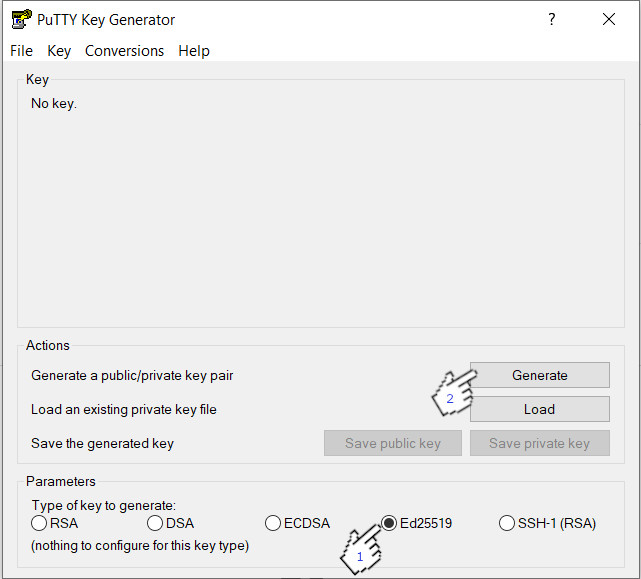 PuTTY Key Generator ?
File Key Conversions Help
Key
No key.
Actions
Generate a public/private key pair Generate
2
Load an existing private key file Load
Save the generated key Save public key Save private key
Parameters
Type of key to generate:
RSA DSA ECDSA Ed25519 SSH-1 (RSA)
(nothing to configure for this key type)
1